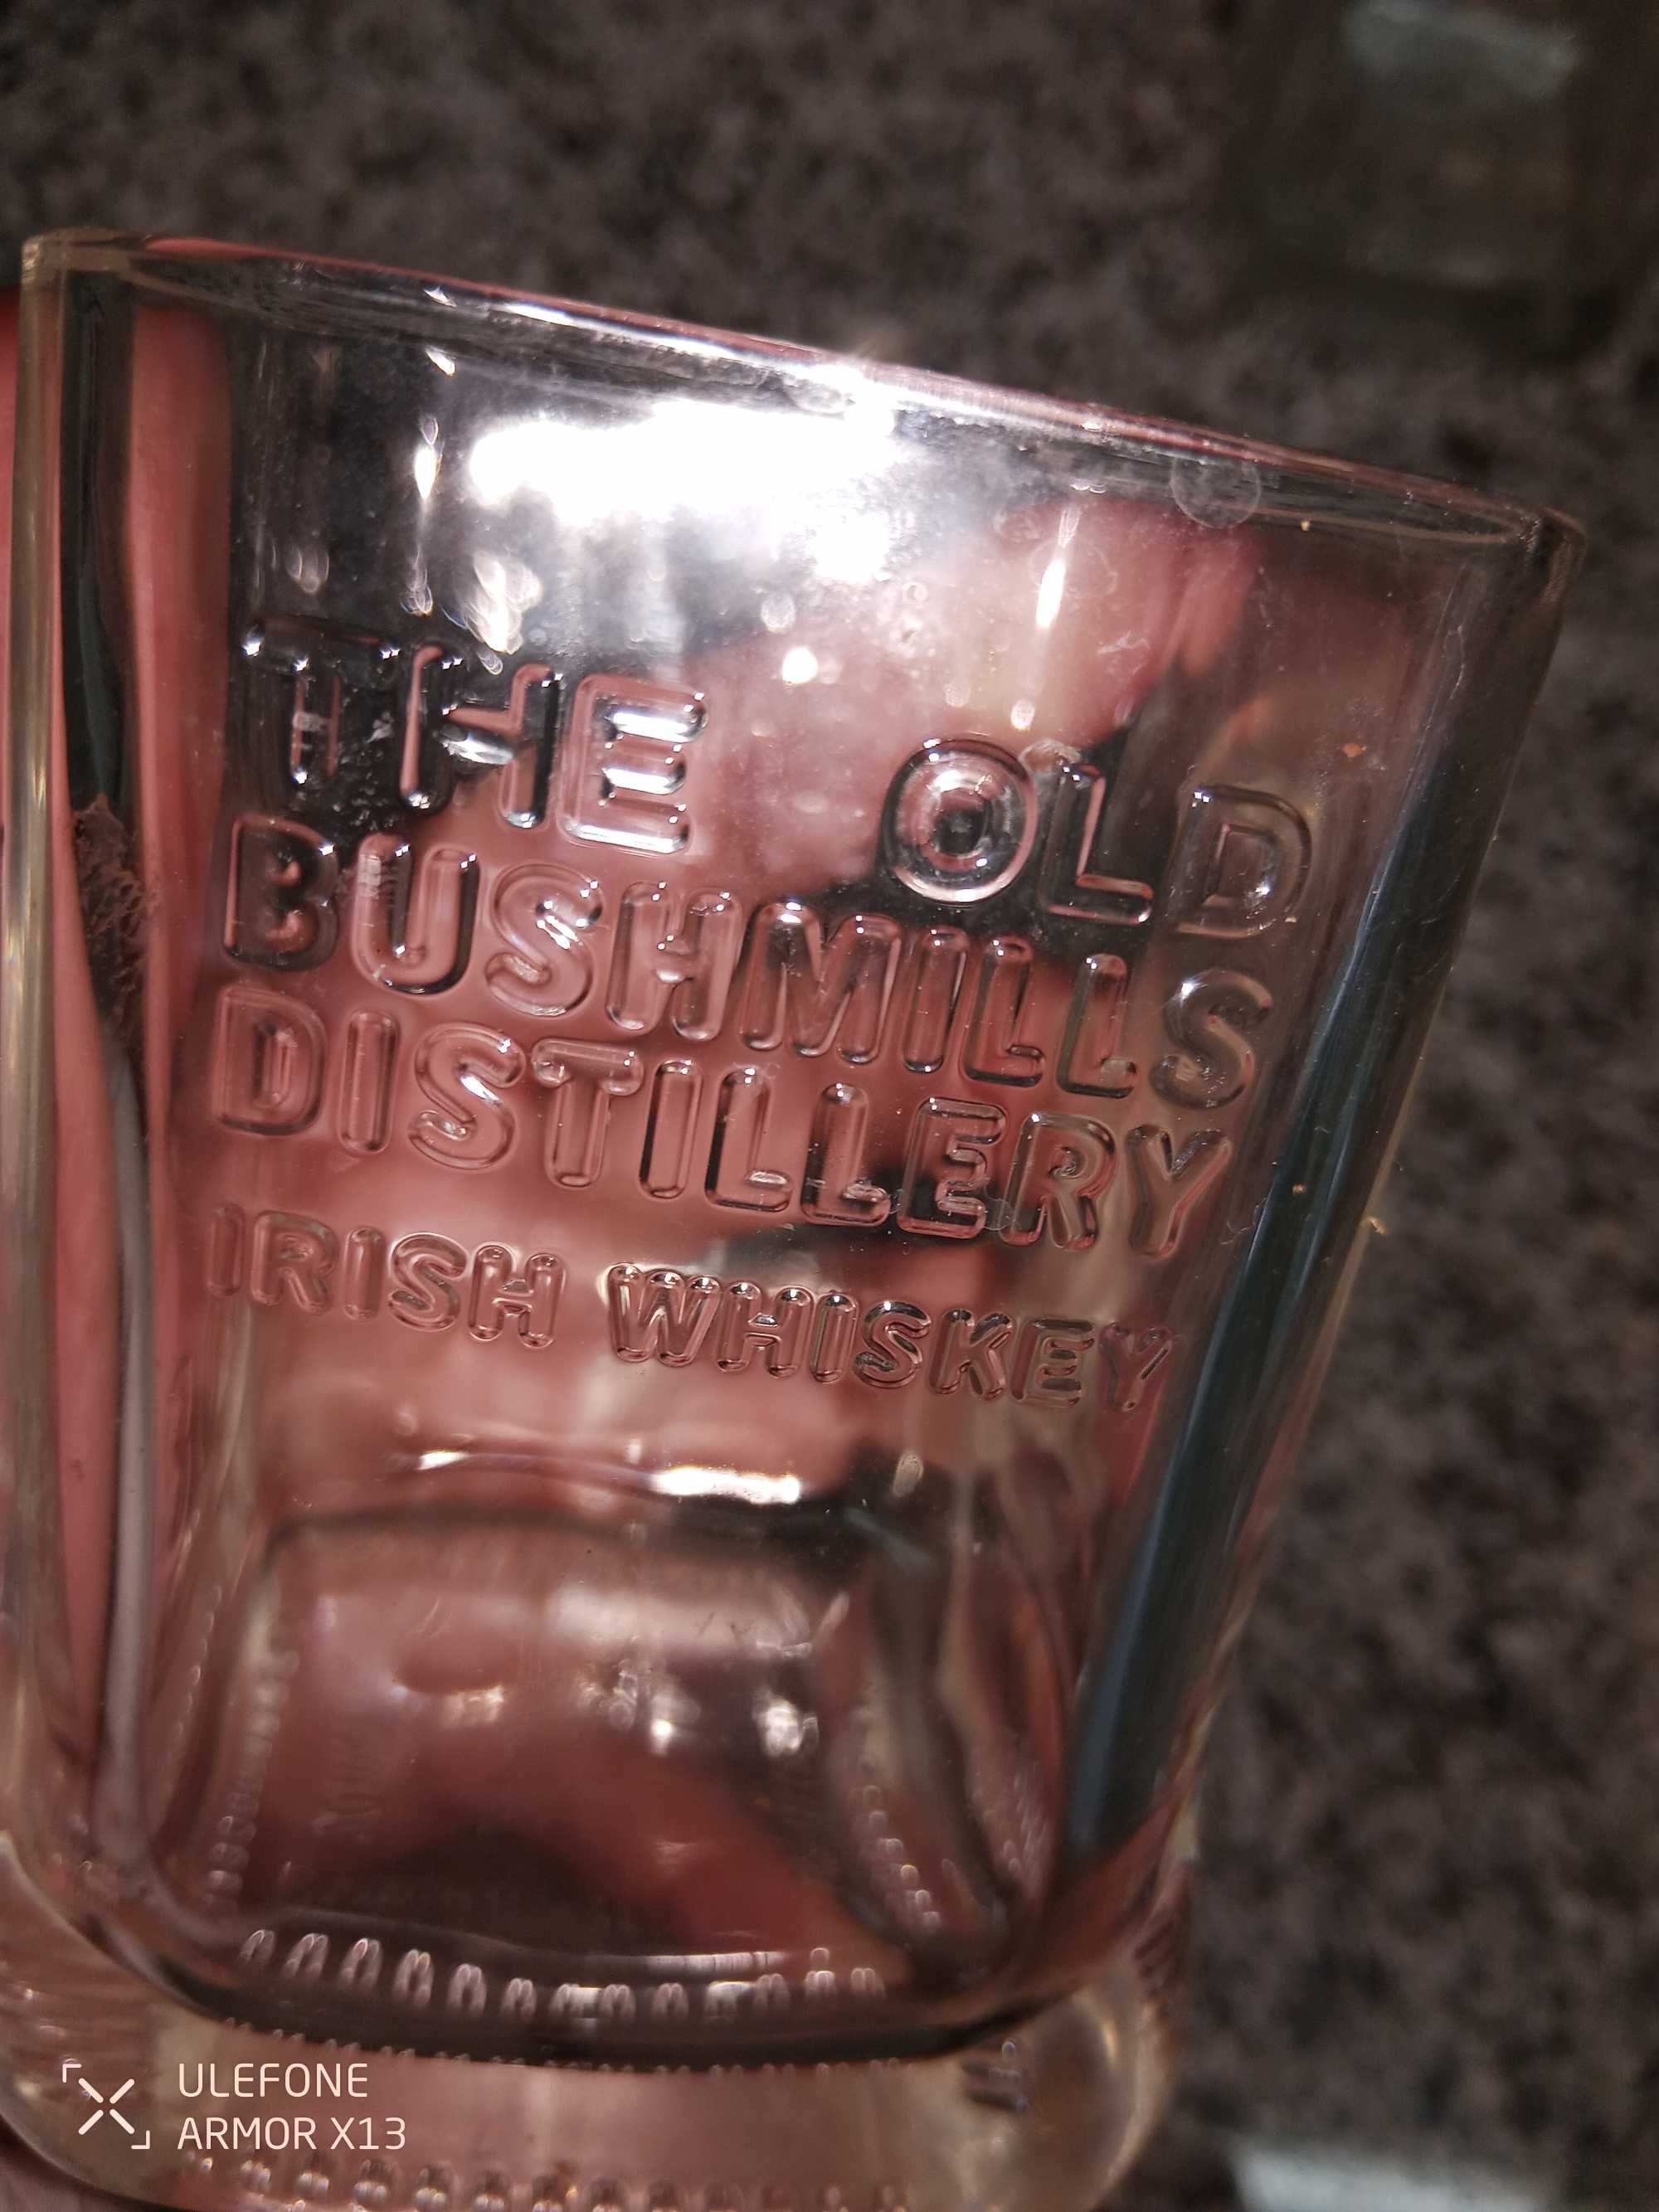 THE OLD
BUSHMILLS
DISTILLERY
IRISH WHISKEY
ULEFONE
ARMOR X13